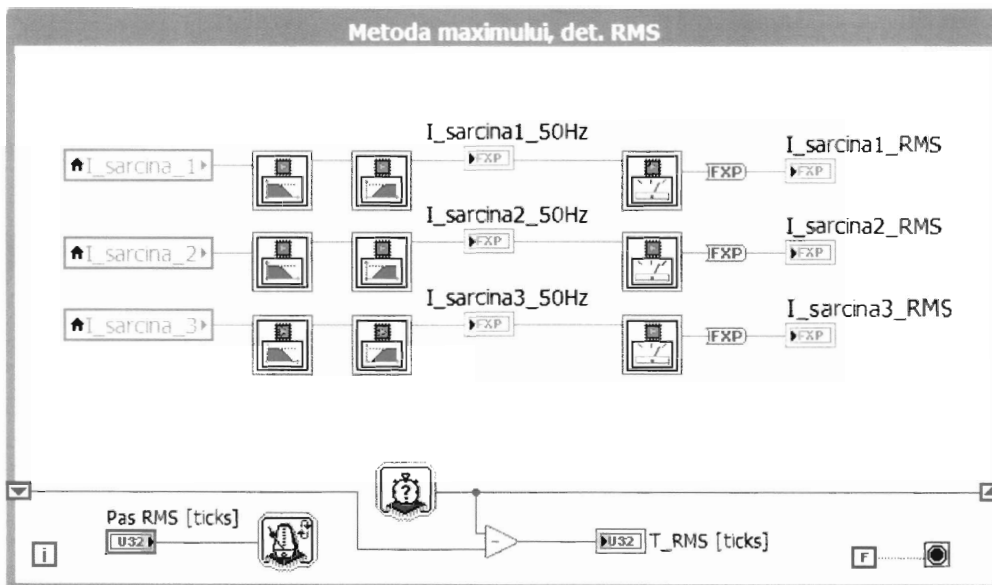 Metoda maximului, det. RMS
I_sarcina1_50Hz
I_sarcina1_RMS
I_sarcina_1
FXP
FXP
FXP
I_sarcina2_50Hz
I_sarcina2_RMS
I_sarcina_2
FXP
FXP
FXP
I_sarcina3_50Hz
I_sarcina3_RMS
I_sarcina_3
FXP
FXP
FXP
?
Pas RMS [ticks]
U32
-
U32 T_RMS [ticks]
i
F